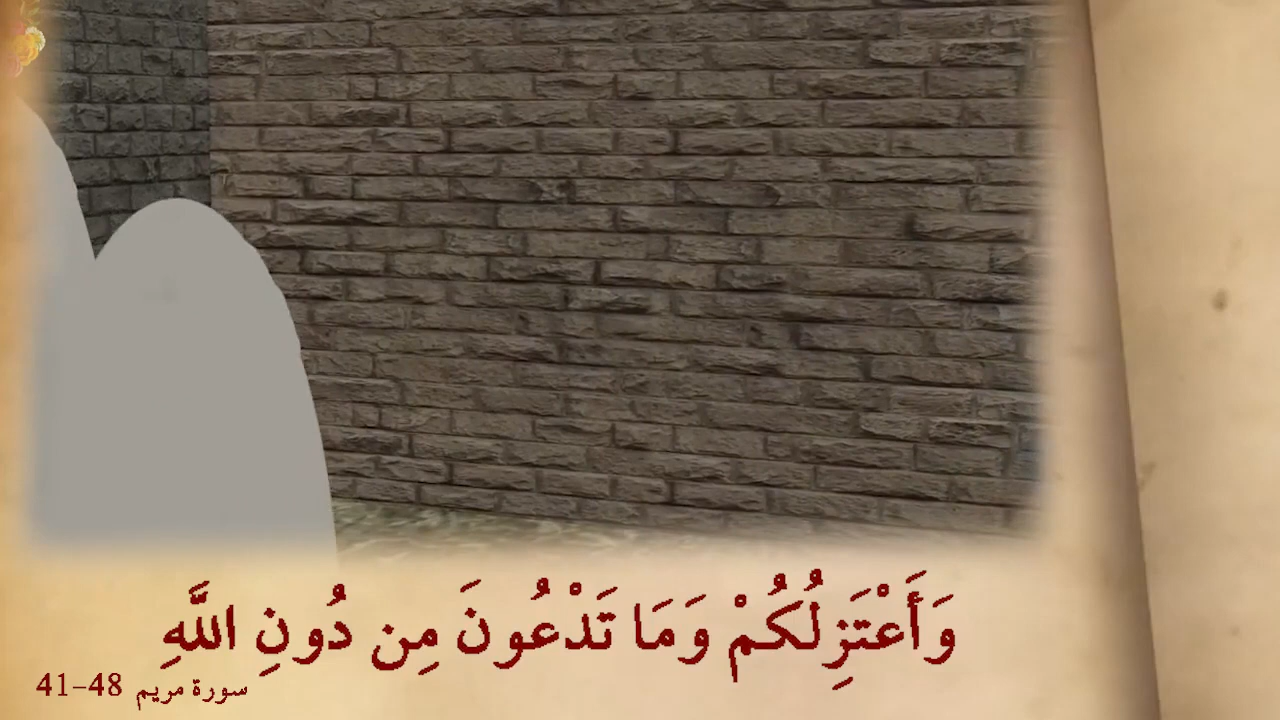 وَأَعْتَزِلُكُمْ وَمَا تَدْعُونَ مِن دُونِ اللَّهِ
سورة مريم 41-48